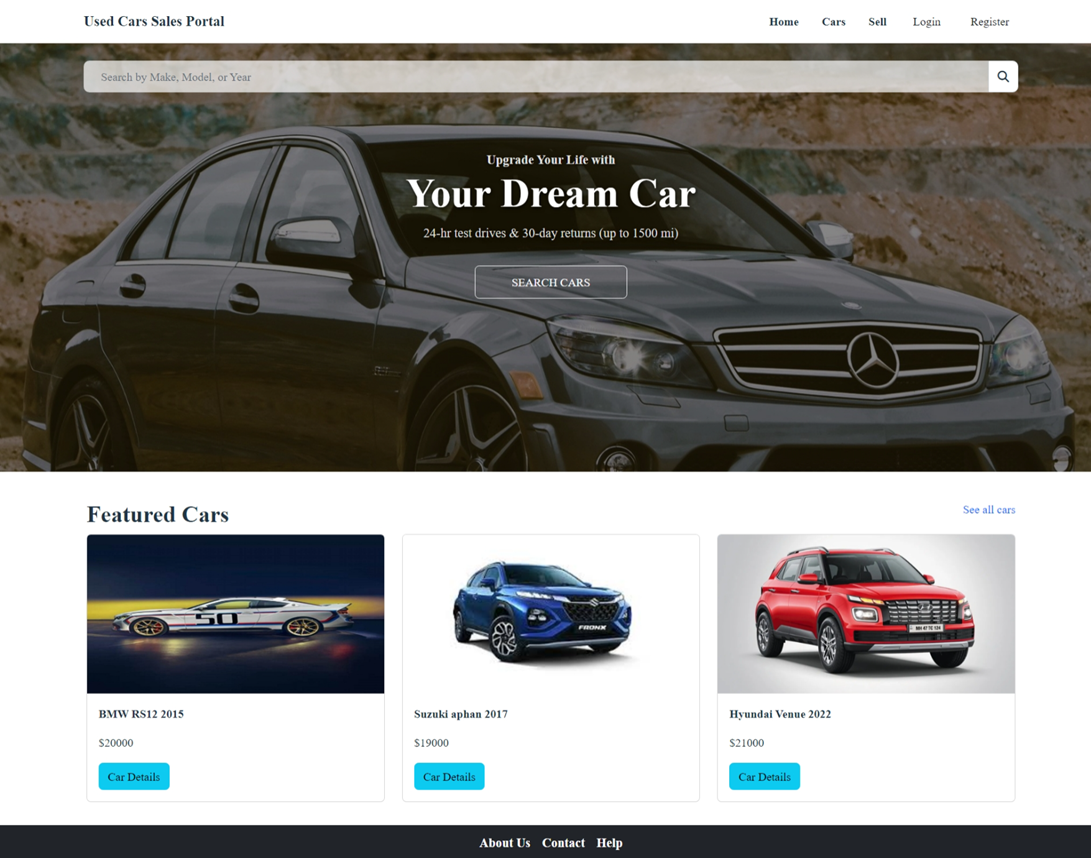 Used Cars Sales Portal
Home Cars Sell Login Register
Search by Make, Model, or Year
Upgrade Your Life with
Your Dream Car
24-hr test drives & 30-day returns (up to 1500 mi)
SEARCH CARS
Featured Cars
See all cars
50
FRONX
BMW RS12 2015
$20000
Car Details
Suzuki aphan 2017
$19000
Car Details
Hyundai Venue 2022
$21000
Car Details
About Us Contact Help